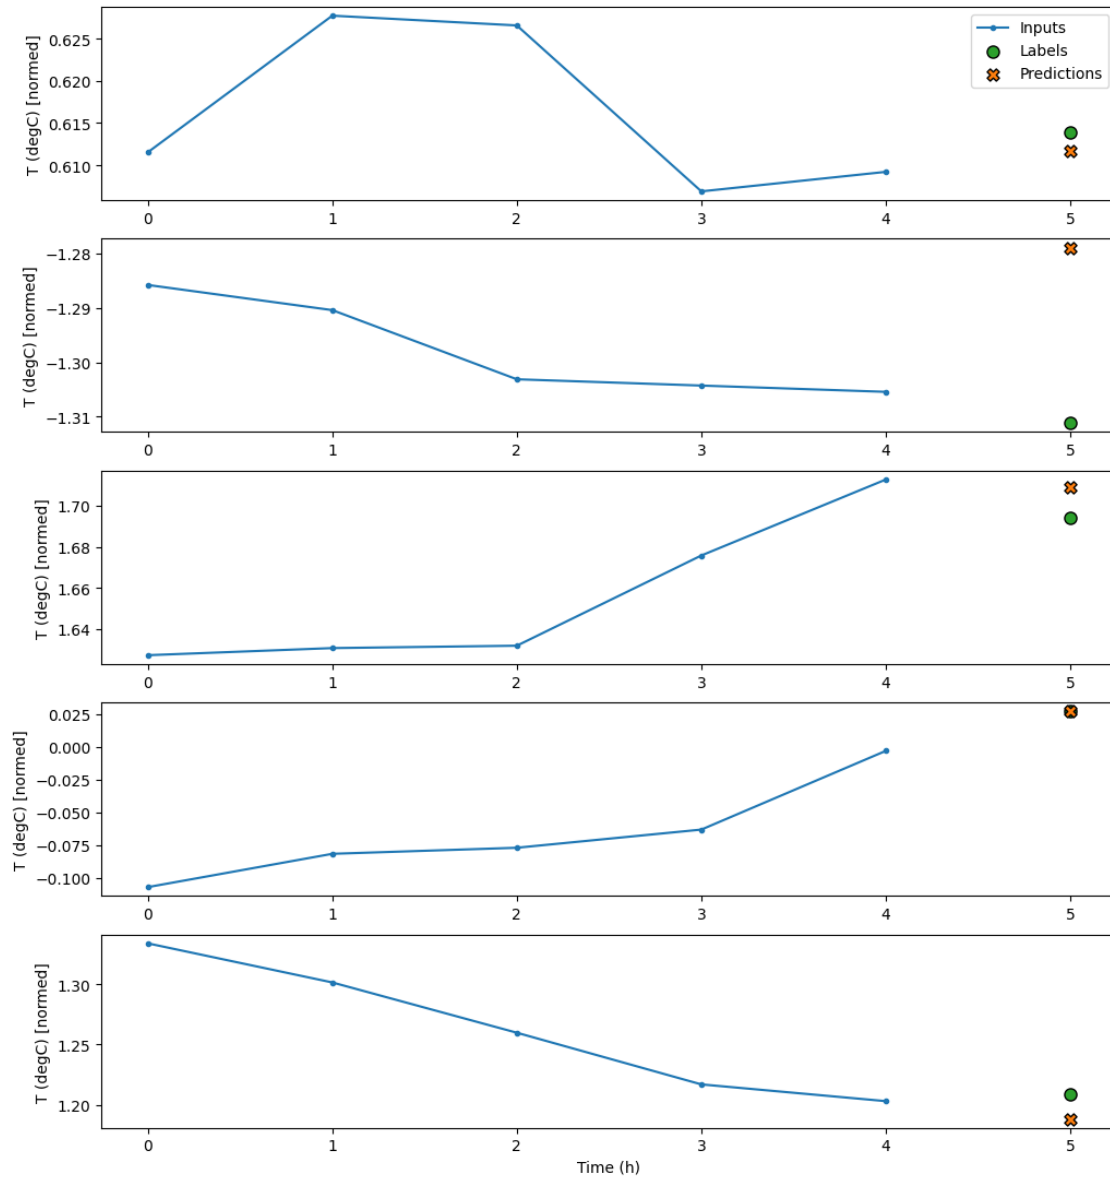 T (degC) [normed]
0.625
0.620
0.615
0.610
0 1 2 3 4 5
Inputs
Labels
Predictions
T (degC) [normed]
−1.28
−1.29
−1.30
−1.31
0 1 2 3 4 5
T (degC) [normed]
1.70
1.68
1.66
1.64
0 1 2 3 4 5
T (degC) [normed]
0.025
0.000
−0.025
−0.050
−0.075
−0.100
0 1 2 3 4 5
T (degC) [normed]
1.30
1.25
1.20
0 1 2 3 4 5
Time (h)